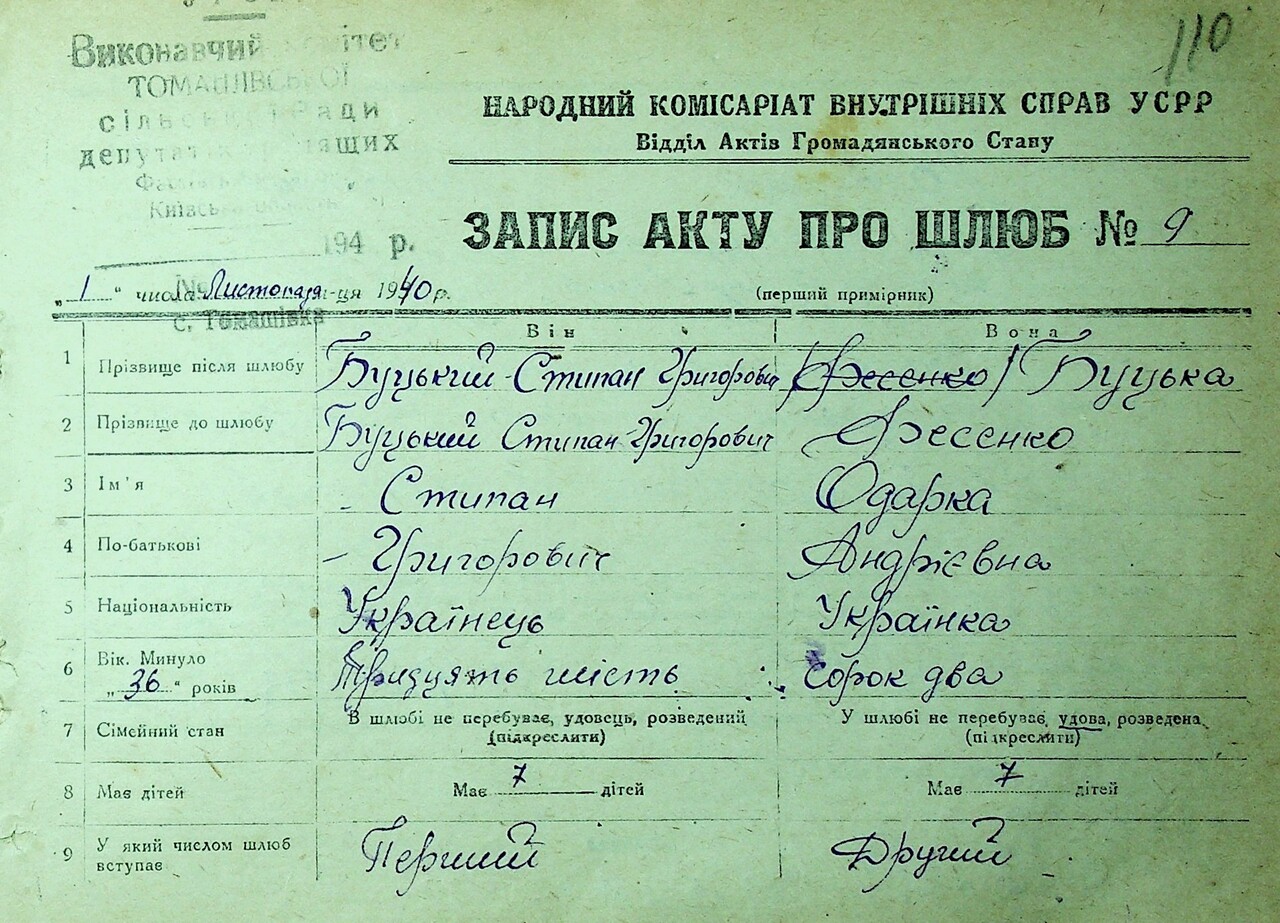 110
Виконавчий комітет
ТОМАШІВСЬКОЇ
сільської Ради
депутатів трудящих
Київська область
194 р.
с. Томашівка
НАРОДНИЙ КОМІСАРІАТ ВНУТРІШНІХ СПРАВ УСРР
Відділ Актів Громадянського Стану
ЗАПИС АКТУ ПРО ШЛЮБ № 9
„1“ числа Листопада-ця 1940 р.
(перший примірник)
Він Вона
1 Прізвище після шлюбу Буцький Стипан Григорович (Фесенко) Буцька
2 Прізвище до шлюбу Буцький Стипан Григорович Фесенко
3 Ім'я - Стипан Одарка
4 По-батькові - Григорович Андрієвна
5 Національність Українець Українка
6 Вік. Минуло
„36“ років Тридцять шість сорок два
7 Сімейний стан В шлюбі не перебуває, удовець, розведений У шлюбі не перебуває, удова, розведена
(підкреслити) (підкреслити)
8 Має дітей Має 7 дітей Має 7 дітей
9 У який числом шлюб
вступає Перший Другий